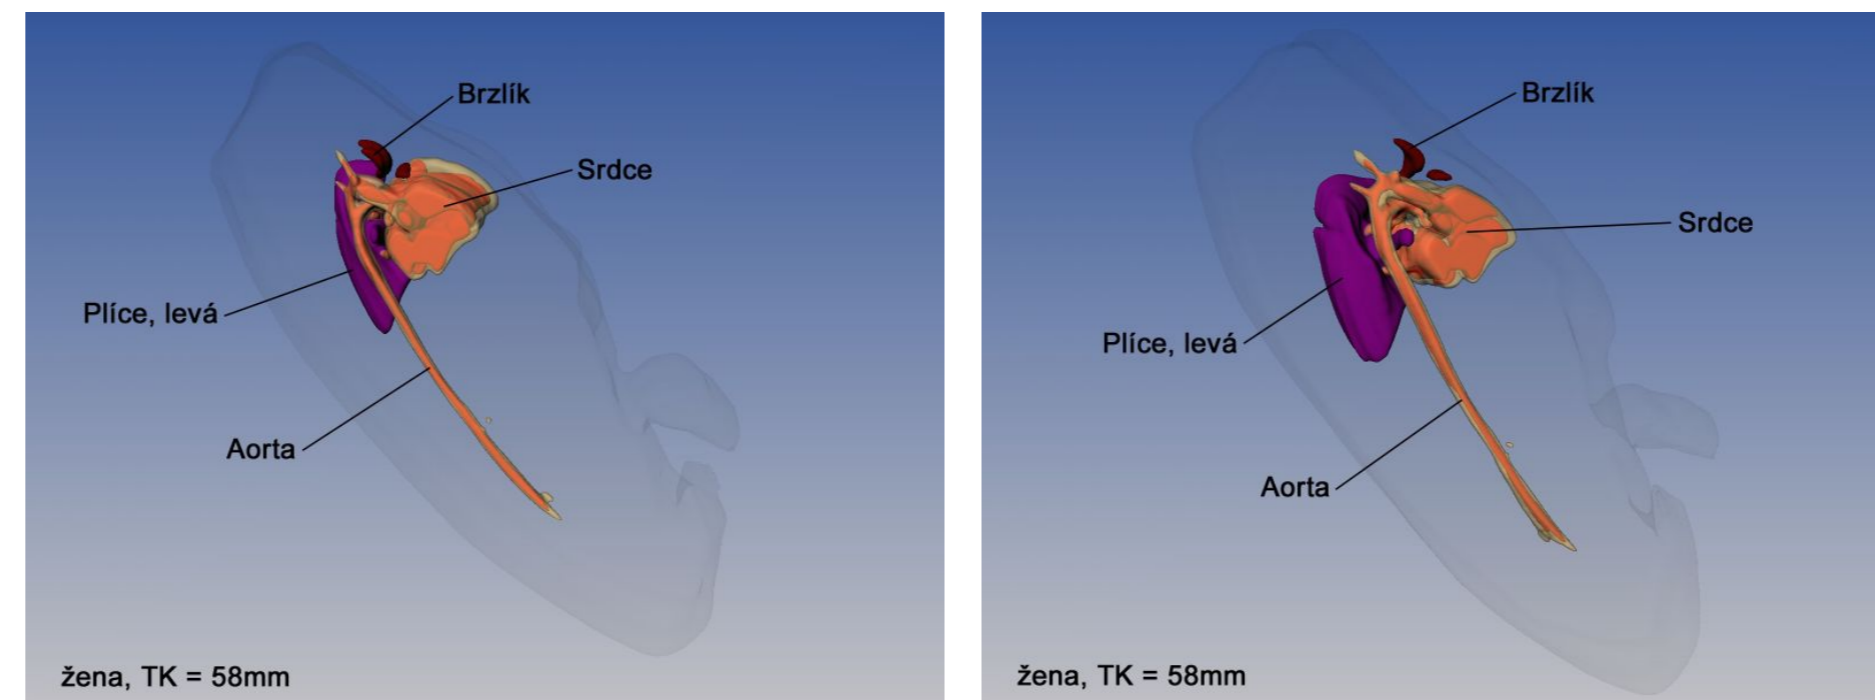 Brzlík
Srdce
Plíce, levá
Aorta
žena, TK = 58mm
Brzlík
Srdce
Plíce, levá
Aorta
žena, TK = 58mm